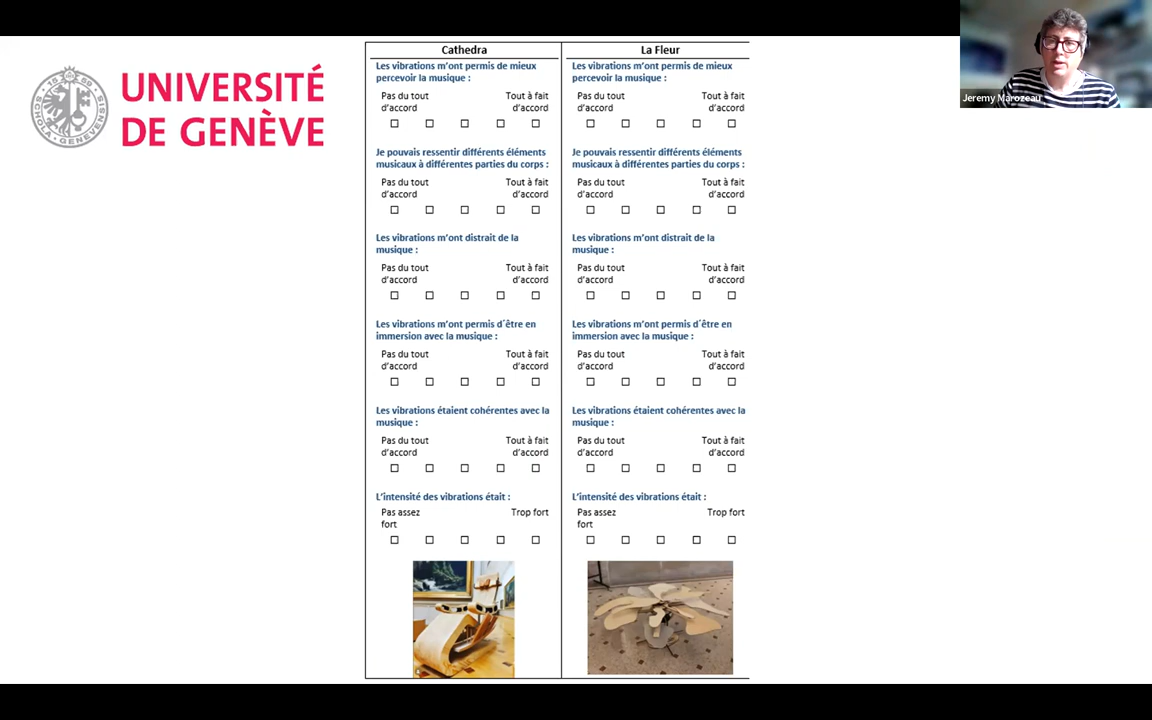 UNIVERSITÉ
DE GENÈVE
SCHOLA GENEVENSIS
1559
Jeremy Marozeau
Cathedra
Les vibrations m'ont permis de mieux
percevoir la musique :
Pas du tout
d'accord
Tout à fait
d'accord
Je pouvais ressentir différents éléments
musicaux à différentes parties du corps :
Pas du tout
d'accord
Tout à fait
d'accord
Les vibrations m'ont distrait de la
musique :
Pas du tout
d'accord
Tout à fait
d'accord
Les vibrations m'ont permis d´être en
immersion avec la musique :
Pas du tout
d'accord
Tout à fait
d'accord
Les vibrations étaient cohérentes avec la
musique :
Pas du tout
d'accord
Tout à fait
d'accord
L'intensité des vibrations était :
Pas assez
fort
Trop fort
La Fleur
Les vibrations m'ont permis de mieux
percevoir la musique :
Pas du tout
d'accord
Tout à fait
d'accord
Je pouvais ressentir différents éléments
musicaux à différentes parties du corps :
Pas du tout
d'accord
Tout à fait
d'accord
Les vibrations m'ont distrait de la
musique :
Pas du tout
d'accord
Tout à fait
d'accord
Les vibrations m'ont permis d´être en
immersion avec la musique :
Pas du tout
d'accord
Tout à fait
d'accord
Les vibrations étaient cohérentes avec la
musique :
Pas du tout
d'accord
Tout à fait
d'accord
L'intensité des vibrations était :
Pas assez
fort
Trop fort